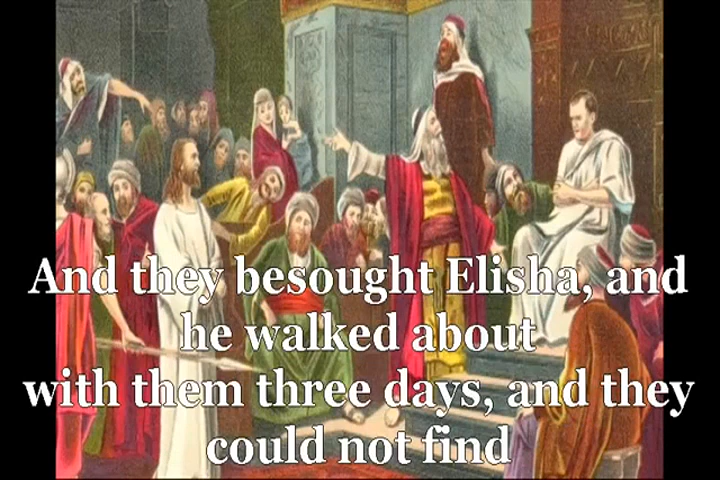 And they besought Elisha, and
he walked about
with them three days, and they
could not find